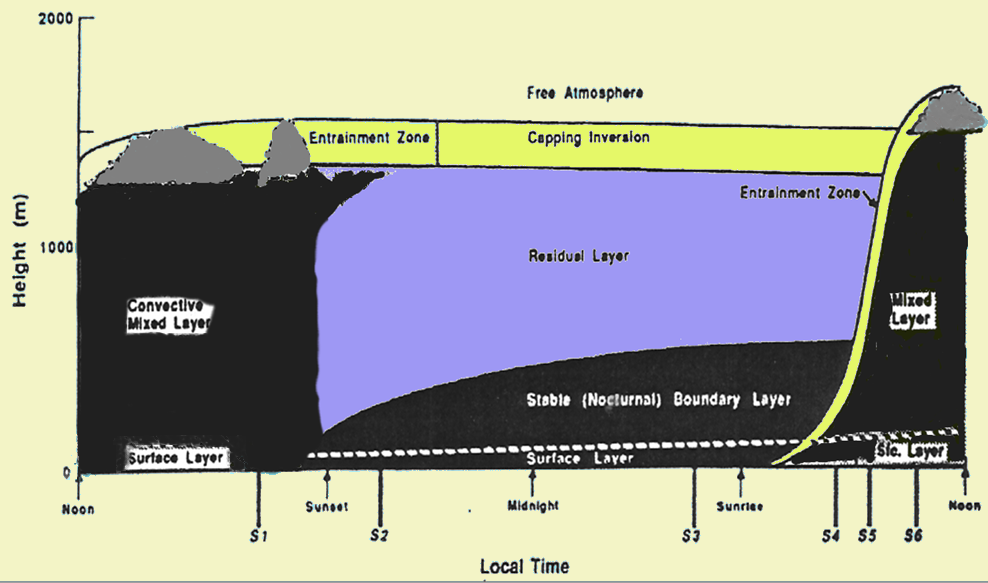 2000
Free Atmosphere
Entrainment Zone
Capping Inversion
Entrainment Zone
1000
Height (m)
Residual Layer
Convective
Mixed Layer
Mixed
Layer
Stable (Nocturnal) Boundary Layer
Surface Layer
Surface Layer
Sfc. Layer
0
Noon
Sunset
Midnight
Sunrise
Noon
S1
S2
S3
S4
S5
S6
Local Time